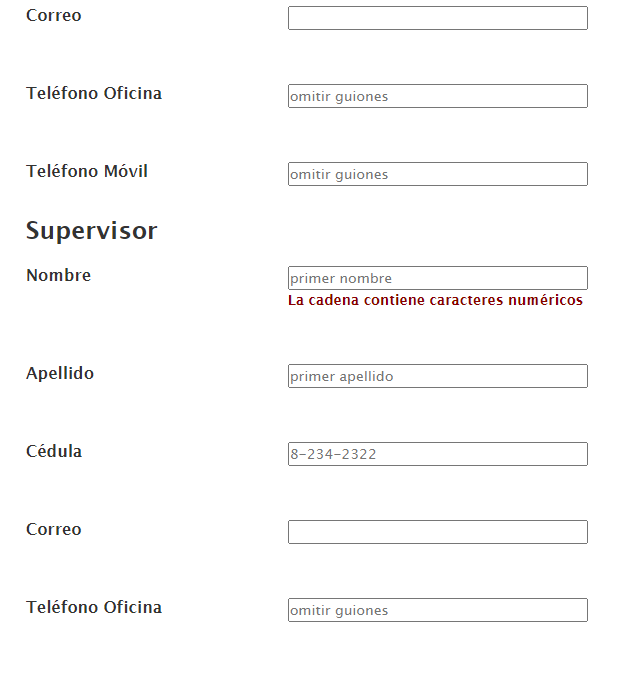 Correo
Teléfono Oficina
omitir guiones
Teléfono Móvil
omitir guiones
Supervisor
Nombre
primer nombre
La cadena contiene caracteres numéricos
Apellido
primer apellido
Cédula
8-234-2322
Correo
Teléfono Oficina
omitir guiones